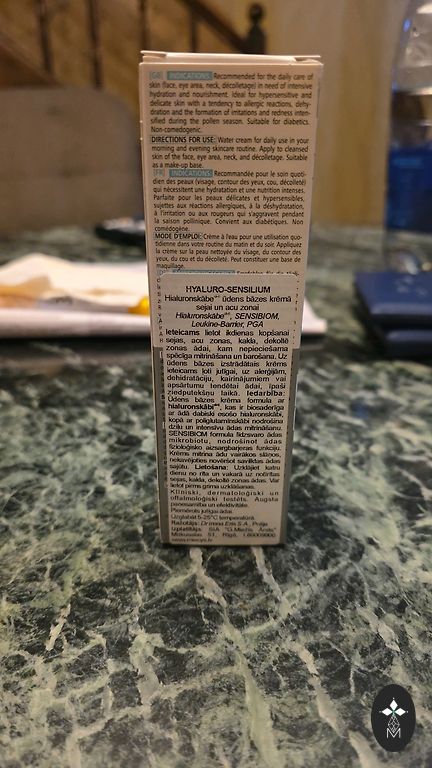 GB INDICATIONS: Recommended for the daily care of
skin (face, eye area, neck, décolletage) in need of intensive
hydration and nourishment. Ideal for hypersensitive and
delicate skin with a tendency to allergic reactions, dehy-
dration and the formation of irritations and redness inten-
sified during the pollen season. Suitable for diabetics.
Non-comedogenic.
DIRECTIONS FOR USE: Water cream for daily use in your
morning and evening skincare routine. Apply to cleansed
skin of the face, eye area, neck, and décolletage. Suitable
as a make-up base.
FR INDICATIONS: Recommandée pour le soin quoti-
dien des peaux (visage, contour des yeux, cou, décolleté)
qui nécessitent une hydratation et une nutrition intenses.
Parfaite pour les peaux délicates et hypersensibles,
sujettes aux réactions allergiques, à la déshydratation,
à l'irritation ou aux rougeurs qui s'aggravent pendant
la saison pollinique. Convient aux diabétiques. Non
comédogène.
MODE D'EMPLOI: Crème à l'eau pour une utilisation quo-
tidienne dans votre routine du matin et du soir. Appliquez
la crème sur la peau nettoyée du visage, du contour des
yeux, du cou et du décolleté. Peut constituer une base de
maquillage.
HYALURO-SENSILIUM
Hialuronskābe ūdens bāzes krēmā
sejai un acu zonai
Hialuronskābe, SENSIBIOM,
Leukine-Barrier, PGA
Ieteicams lietot ikdienas kopšanai
sejas, acu zonas, kakla, dekoltē
zonas ādai, kam nepieciešama
spēcīga mitrināšana un barošana. Uz
ūdens bāzes izstrādātais krēms
ieteicams ļoti jutīgai, uz alerģijām,
dehidratāciju, kairinājumiem vai
apsārtumu tendētai ādai, īpaši
ziedputekšņu laikā. Iedarbība:
Ūdens bāzes krēma formula ar
hialuronskābi, kas ir biosaderīga
ar ādā dabiski esošo hialuronskābi,
kopā ar poliglutamīnskābi nodrošina
dziļu un intensīvu ādas mitrināšanu.
SENSIBIOM formula līdzsvaro ādas
mikrobiotu, nodrošinot ādas
fizioloģisko aizsargbarjeras funkciju.
Krēms mitrina ādu vairākos slāņos,
nekavējoties novēršot savilktās ādas
sajūtu. Lietošana: Uzklājiet katru
dienu no rīta un vakarā uz notīrītas
sejas, kakla, dekoltē zonas ādas. Var
lietot pirms grima uzklāšanas.
Klīniski, dermatoloģiski un
oftalmoloģiski testēts. Augsta
panesamība un efektivitāte.
Piemērots jutīgai ādai.
Uzglabāt 5-25°C temperatūrā.
Ražotājs: Dr Irena Eris S.A., Polija
Izplatītājs: SIA "G.Mieztis Ānds"
Mūkusalas 51, Rīga,
M